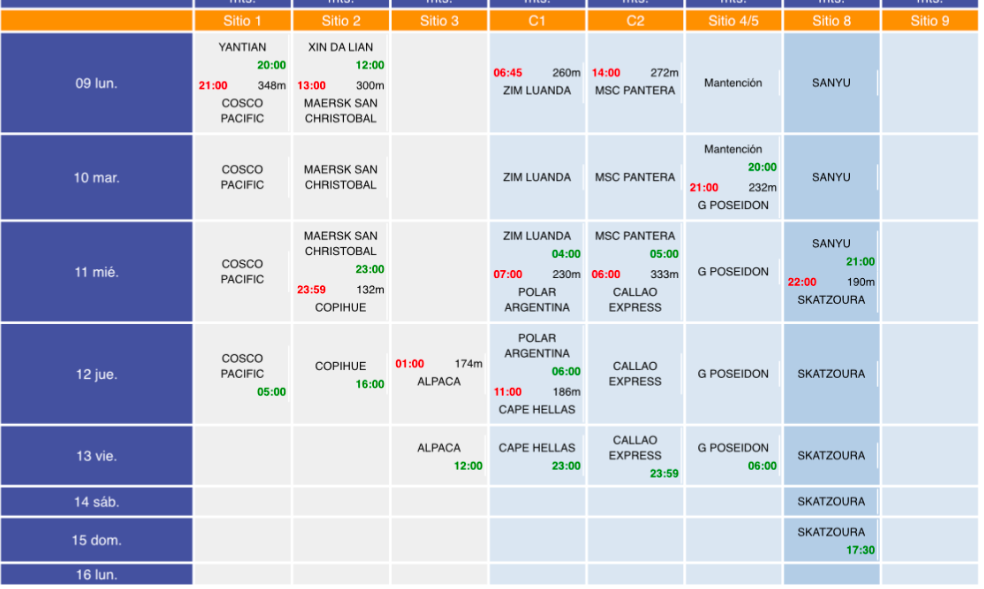 mts. mts. mts. mts. mts. mts. mts. mts.
Sitio 1 Sitio 2 Sitio 3 C1 C2 Sitio 4/5 Sitio 8 Sitio 9
09 lun.
YANTIAN
20:00
21:00 348m
COSCO
PACIFIC
XIN DA LIAN
12:00
13:00 300m
MAERSK SAN
CHRISTOBAL
06:45 260m
ZIM LUANDA
14:00 272m
MSC PANTERA
Mantención
SANYU
10 mar.
COSCO
PACIFIC
MAERSK SAN
CHRISTOBAL
ZIM LUANDA
MSC PANTERA
Mantención
20:00
21:00 232m
G POSEIDON
SANYU
11 mié.
COSCO
PACIFIC
MAERSK SAN
CHRISTOBAL
23:00
23:59 132m
COPIHUE
ZIM LUANDA
04:00
07:00 230m
POLAR
ARGENTINA
MSC PANTERA
05:00
06:00 333m
CALLAO
EXPRESS
G POSEIDON
SANYU
21:00
22:00 190m
SKATZOURA
12 jue.
COSCO
PACIFIC
05:00
COPIHUE
16:00
01:00 174m
ALPACA
POLAR
ARGENTINA
06:00
11:00 186m
CAPE HELLAS
CALLAO
EXPRESS
G POSEIDON
SKATZOURA
13 vie.
ALPACA
12:00
CAPE HELLAS
23:00
CALLAO
EXPRESS
23:59
G POSEIDON
06:00
SKATZOURA
14 sáb.
SKATZOURA
15 dom.
SKATZOURA
17:30
16 lun.